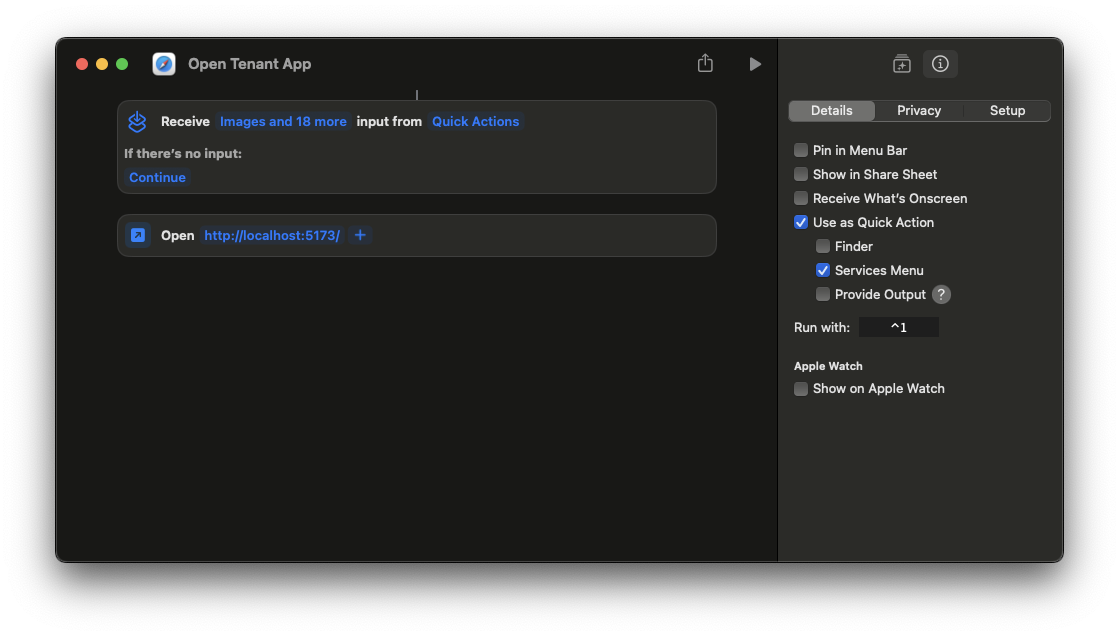 Open Tenant App
Receive Images and 18 more input from Quick Actions
If there’s no input:
Continue
Open http://localhost:5173/ +
Details Privacy Setup
Pin in Menu Bar
Show in Share Sheet
Receive What’s Onscreen
Use as Quick Action
Finder
Services Menu
Provide Output ?
Run with: ^1
Apple Watch
Show on Apple Watch